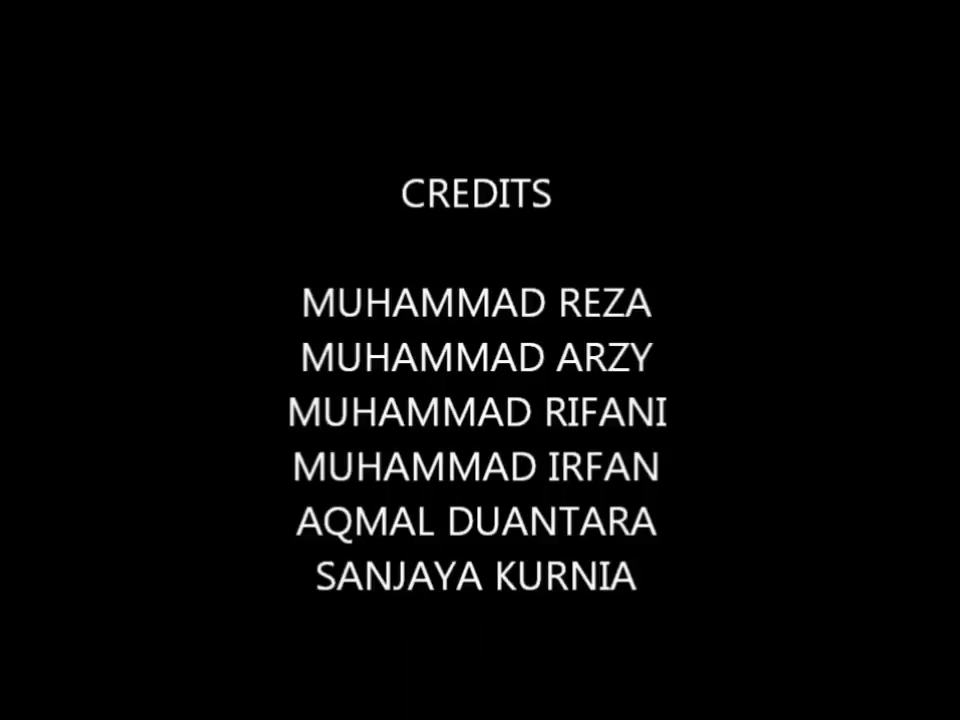 CREDITS
MUHAMMAD REZA
MUHAMMAD ARZY
MUHAMMAD RIFANI
MUHAMMAD IRFAN
AQMAL DUANTARA
SANJAYA KURNIA